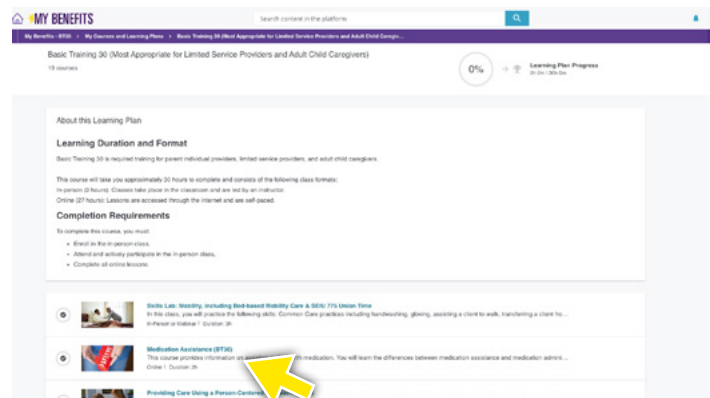 MY BENEFITS
Search content in the platform
My Benefits - BT30 > My Courses and Learning Plans > Basic Training 30 (Most Appropriate for Limited Service Providers and Adult Child Caregiv...
Basic Training 30 (Most Appropriate for Limited Service Providers and Adult Child Caregivers)
19 courses
0%
Learning Plan Progress
About this Learning Plan
Learning Duration and Format
Basic Training 30 is required training for parent individual providers, limited service providers, and adult child caregivers.
This course will take you approximately 30 hours to complete and consists of the following class formats:
In-person (3 hours): Classes take place in the classroom and are led by an instructor.
Online (27 hours): Lessons are accessed through the internet and are self-paced.
Completion Requirements
To complete this course, you must:
• Enroll in the in-person class,
• Attend and actively participate in the in-person class,
• Complete all online lessons.
Skills Lab: Mobility, including Bed-based Mobility Care & SEIU 775 Union Time
In this class, you will practice the following skills: Common Care practices including handwashing, gloving, assisting a client to walk, transferring a client fro...
In-Person or Webinar | Duration: 3h
Medication Assistance (BT30)
This course provides information on medication. You will learn the differences between medication assistance and medication admini...
Online | Duration: 2h
Providing Care Using a Person-Centered